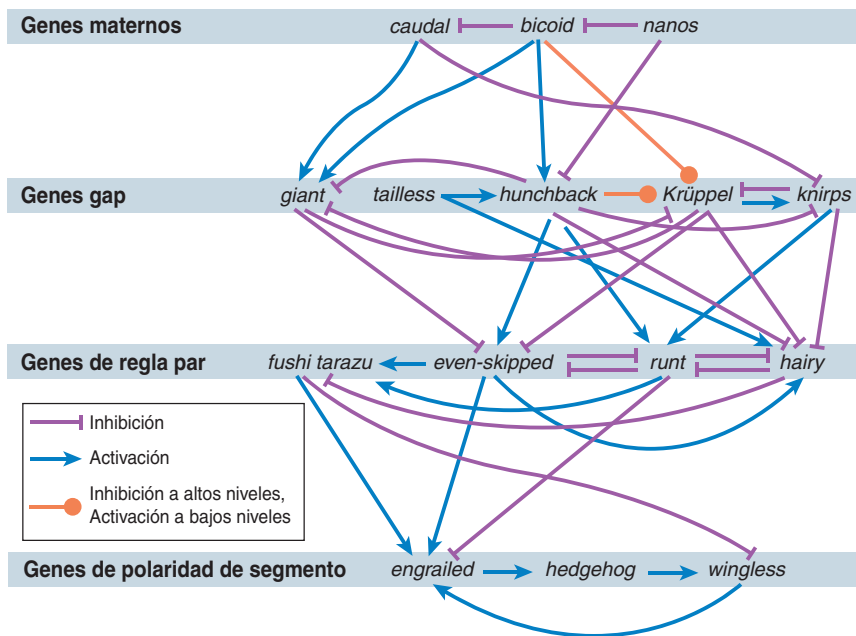 Genes maternos caudal bicoid nanos
Genes gap giant tailless hunchback Krüppel knirps
Genes de regla par fushi tarazu even-skipped runt hairy
Inhibición
Activación
Inhibición a altos niveles,
Activación a bajos niveles
Genes de polaridad de segmento engrailed hedgehog wingless